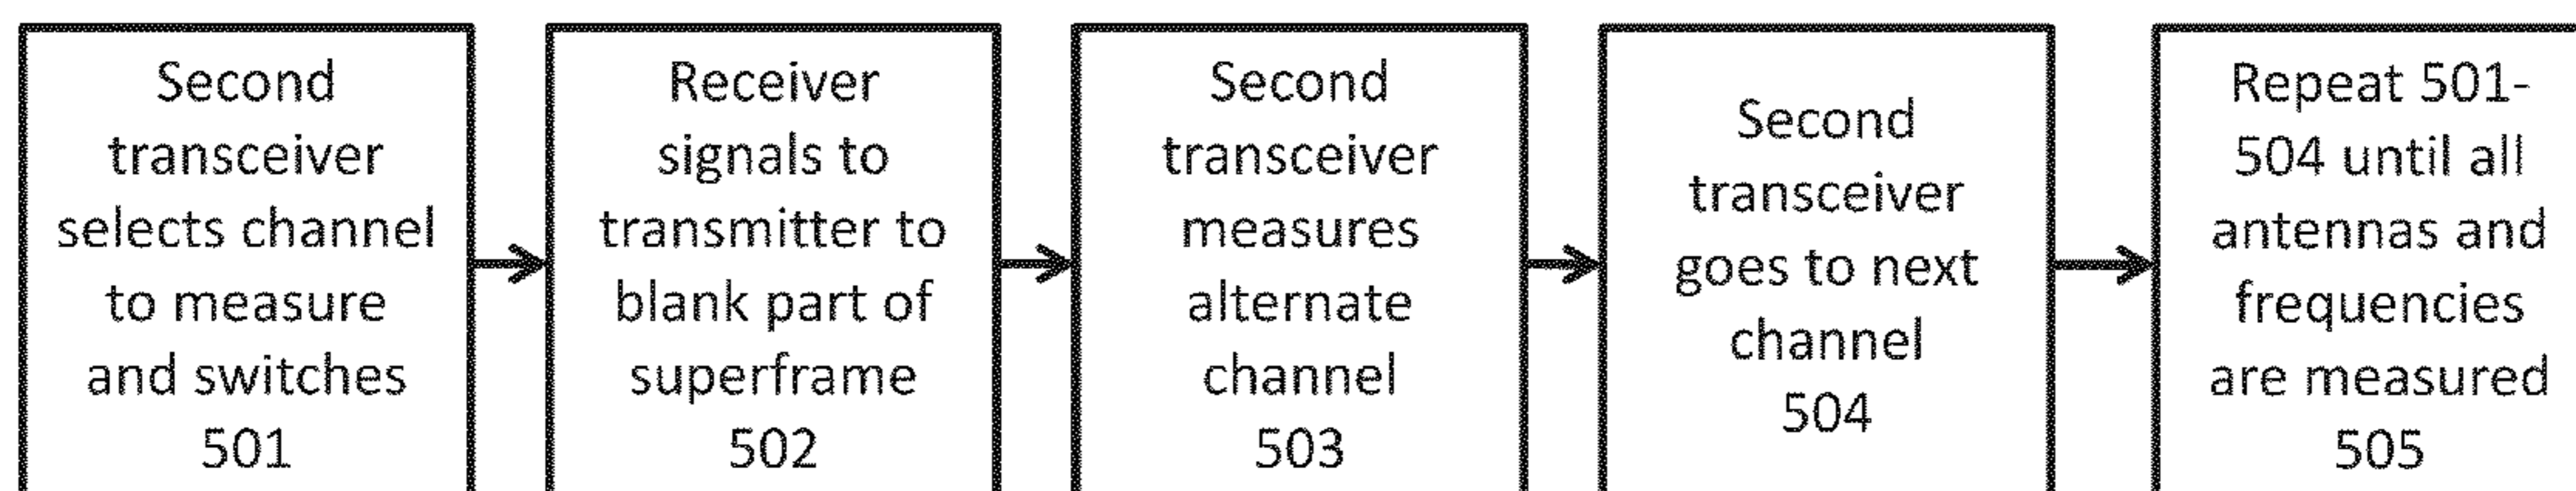 Second
transceiver
selects channel
to measure
and switches
501
Receiver
signals to
transmitter to
blank part of
superframe
502
Second
transceiver
measures
alternate
channel
503
Second
transceiver
goes to next
channel
504
Repeat 501-
504 until all
antennas and
frequencies
are measured
505